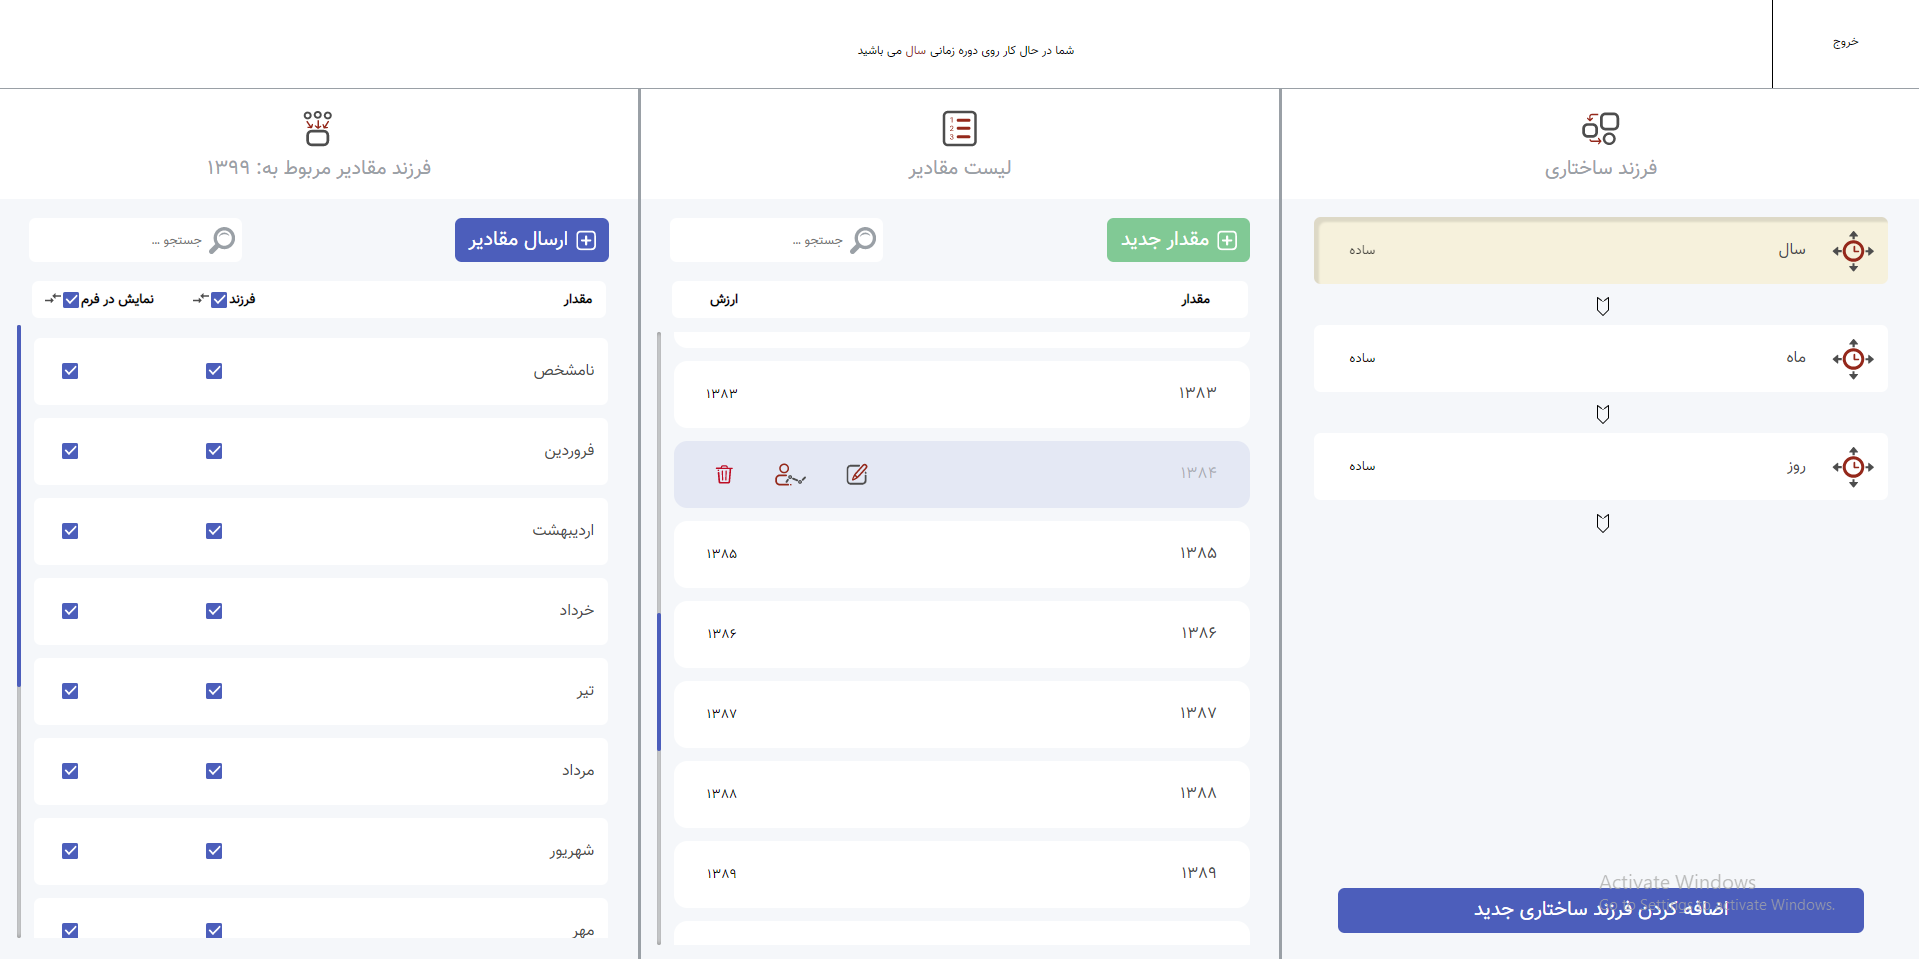 خروج
شما در حال کار روی دوره زمانی سال می باشید
فرزند ساختاری
سال
ساده
ماه
ساده
روز
ساده
اضافه کردن فرزند ساختاری جدید
Activate Windows
Go to Settings to activate Windows.
لیست مقادیر
مقدار جدید
جستجو ...
مقدار
ارزش
۱۳۸۳
۱۳۸۳
۱۳۸۴
۱۳۸۵
۱۳۸۵
۱۳۸۶
۱۳۸۶
۱۳۸۷
۱۳۸۷
۱۳۸۸
۱۳۸۸
۱۳۸۹
۱۳۸۹
فرزند مقادیر مربوط به: ۱۳۹۹
ارسال مقادیر
جستجو ...
مقدار
فرزند
نمایش در فرم
نامشخص
فروردین
اردیبهشت
خرداد
تیر
مرداد
شهریور
مهر